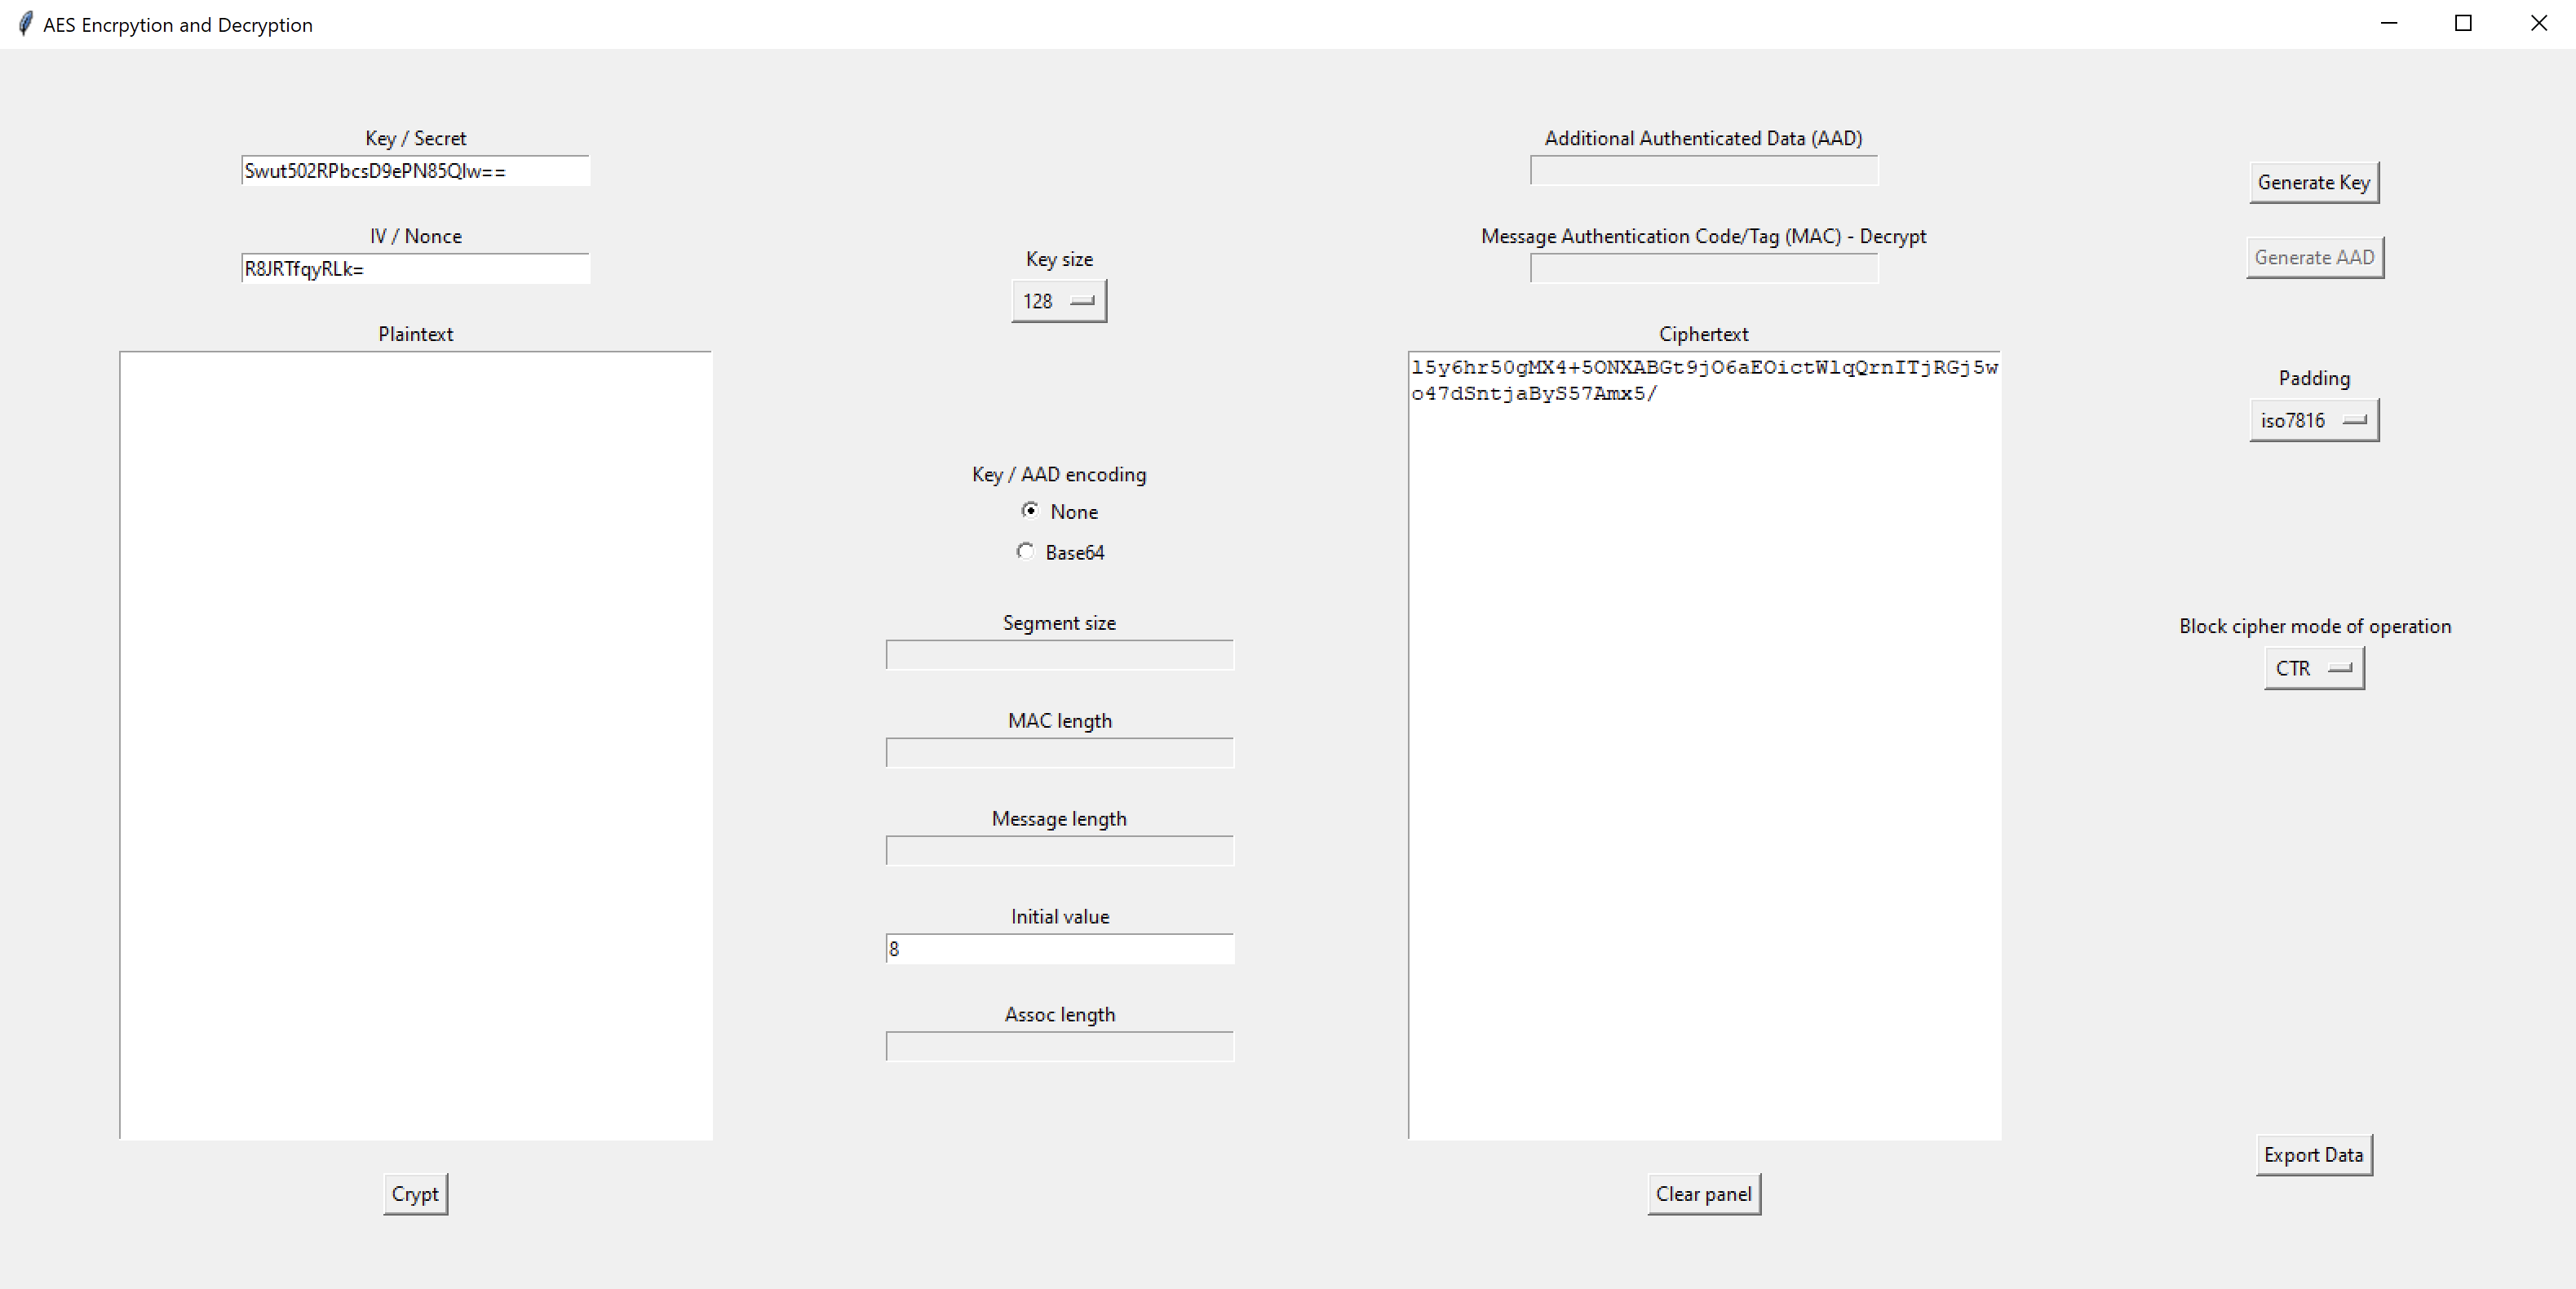 AES Encrpytion and Decryption
Key / Secret
Swut502RPbcsD9ePN85QIw==
IV / Nonce
R8JRTfqyRLk=
Plaintext
Crypt
Key size
128
Key / AAD encoding
None
Base64
Segment size
MAC length
Message length
Initial value
8
Assoc length
Additional Authenticated Data (AAD)
Message Authentication Code/Tag (MAC) - Decrypt
Ciphertext
l5y6hr50gMX4+5ONXABGt9jO6aEOictWlqQrnITjRGj5w
o47dSntjaByS57Amx5/
Clear panel
Generate Key
Generate AAD
Padding
iso7816
Block cipher mode of operation
CTR
Export Data